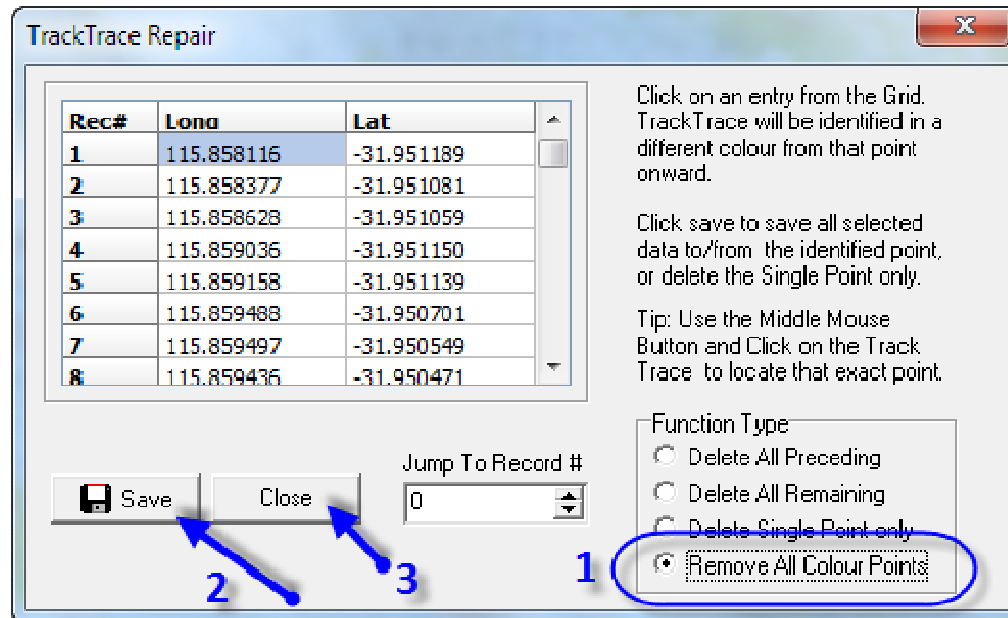 TrackTrace Repair
X
Rec# Long Lat
1 115.858116 -31.951189
2 115.858377 -31.951081
3 115.858628 -31.951059
4 115.859036 -31.951150
5 115.859158 -31.951139
6 115.859488 -31.950701
7 115.859497 -31.950549
8 115.859436 -31.950471
Click on an entry from the Grid.
TrackTrace will be identified in a
different colour from that point
onward.
Click save to save all selected
data to/from the identified point,
or delete the Single Point only.
Tip: Use the Middle Mouse
Button and Click on the Track
Trace to locate that exact point.
Save
Close
Jump To Record #
0
Function Type
Delete All Preceding
Delete All Remaining
Delete Single Point only
Remove All Colour Points
1
2
3